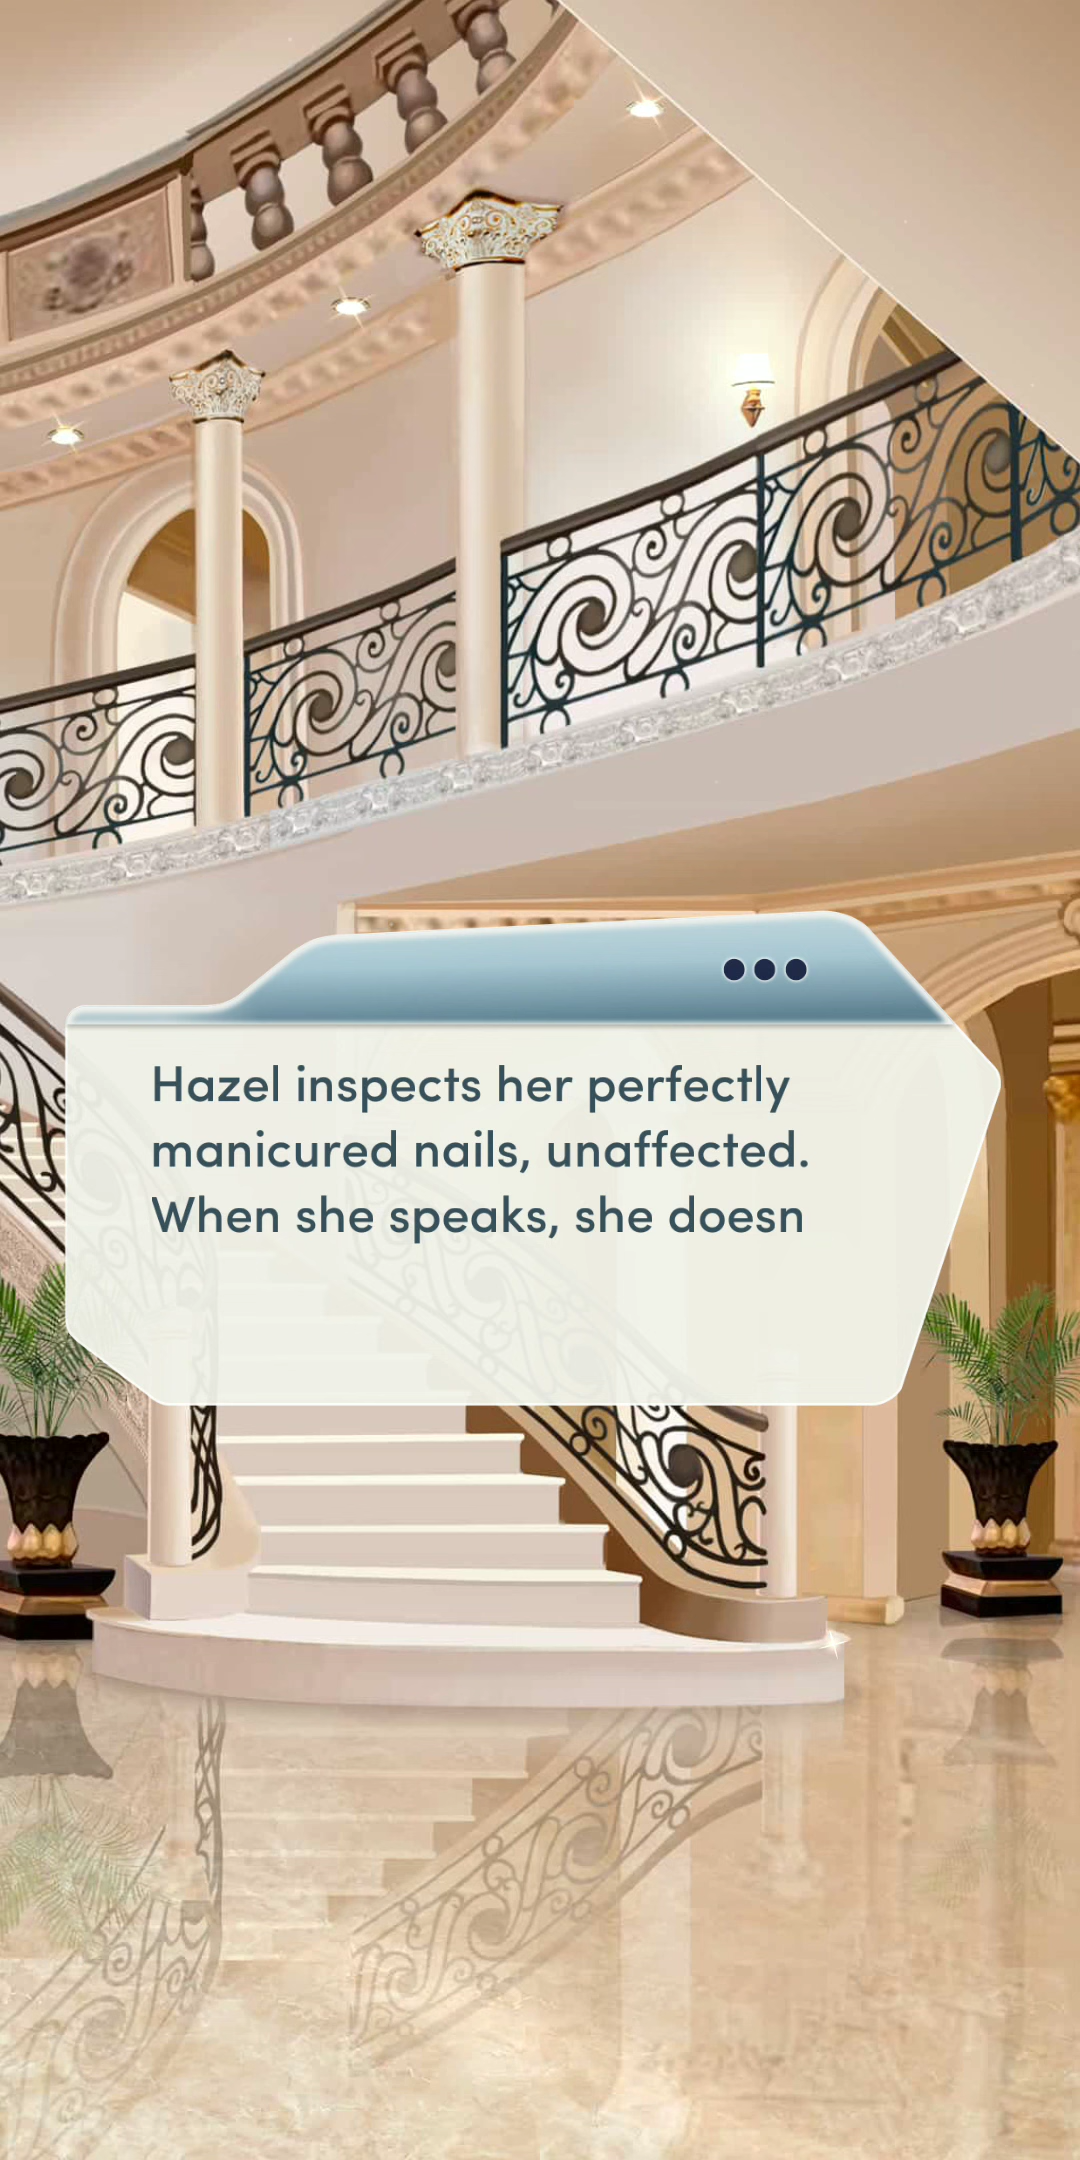 Hazel inspects her perfectly
manicured nails, unaffected.
When she speaks, she doesn